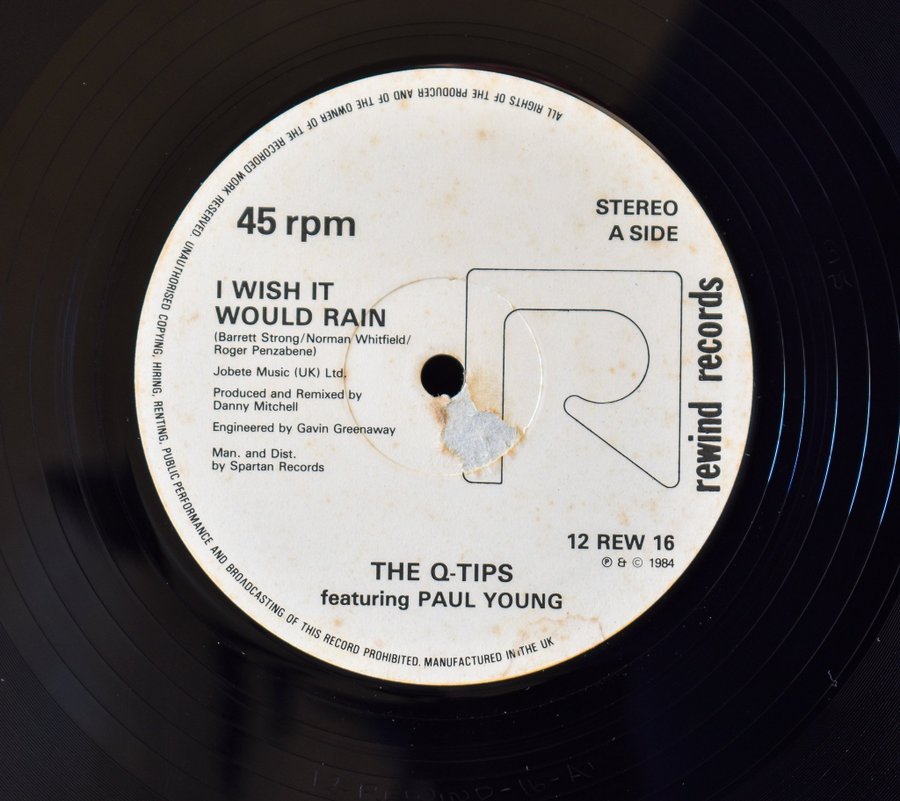 ALL RIGHTS OF THE PRODUCER AND OF THE OWNER OF THE RECORDED WORK RESERVED. UNAUTHORISED COPYING, HIRING, RENTING, PUBLIC PERFORMANCE AND BROADCASTING OF THIS RECORD PROHIBITED. MANUFACTURED IN THE UK
45 rpm
STEREO
A SIDE
I WISH IT
WOULD RAIN
(Barrett Strong/Norman Whitfield/
Roger Penzabene)
Jobete Music (UK) Ltd.
Produced and Remixed by
Danny Mitchell
Engineered by Gavin Greenaway
Man. and Dist.
by Spartan Records
rewind records
12 REW 16
℗ & © 1984
THE Q-TIPS
featuring PAUL YOUNG